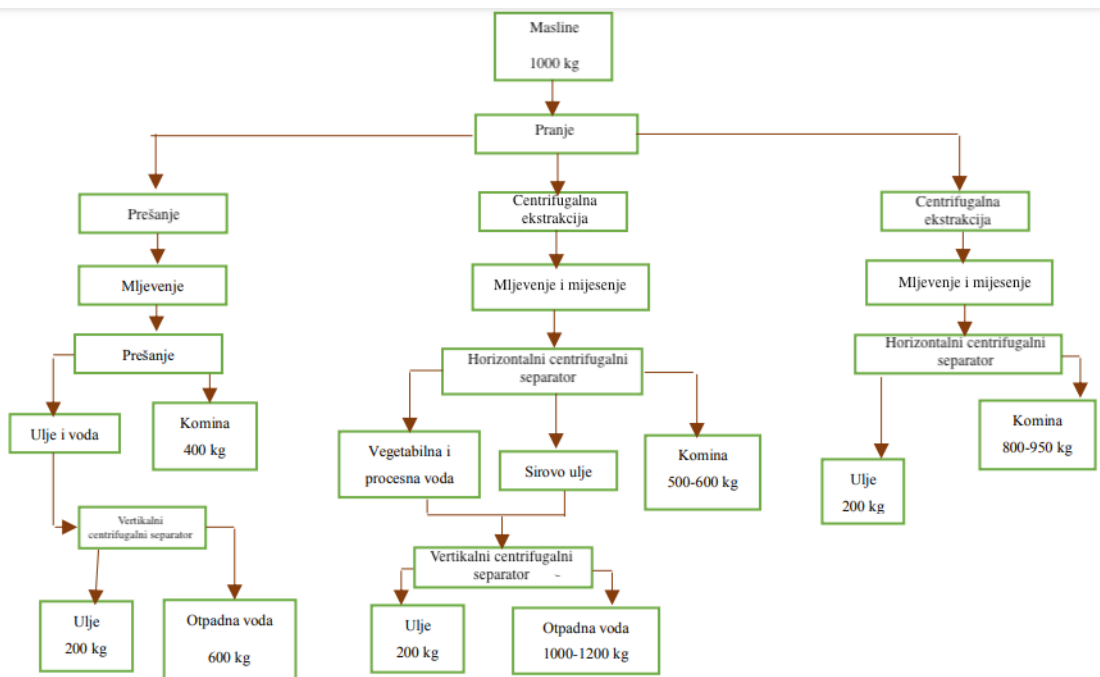 Masline
1000 kg
Pranje
Prešanje
Mljevenje
Prešanje
Ulje i voda
Komina
400 kg
Vertikalni
centrifugalni separator
Ulje
200 kg
Otpadna voda
600 kg
Centrifugalna
ekstrakcija
Mljevenje i mijesenje
Horizontalni centrifugalni
separator
Vegetabilna i
procesna voda
Sirovo ulje
Komina
500-600 kg
Vertikalni centrifugalni
separator
Ulje
200 kg
Otpadna voda
1000-1200 kg
Centrifugalna
ekstrakcija
Mljevenje i mijesenje
Horizontalni centrifugalni
separator
Ulje
200 kg
Komina
800-950 kg